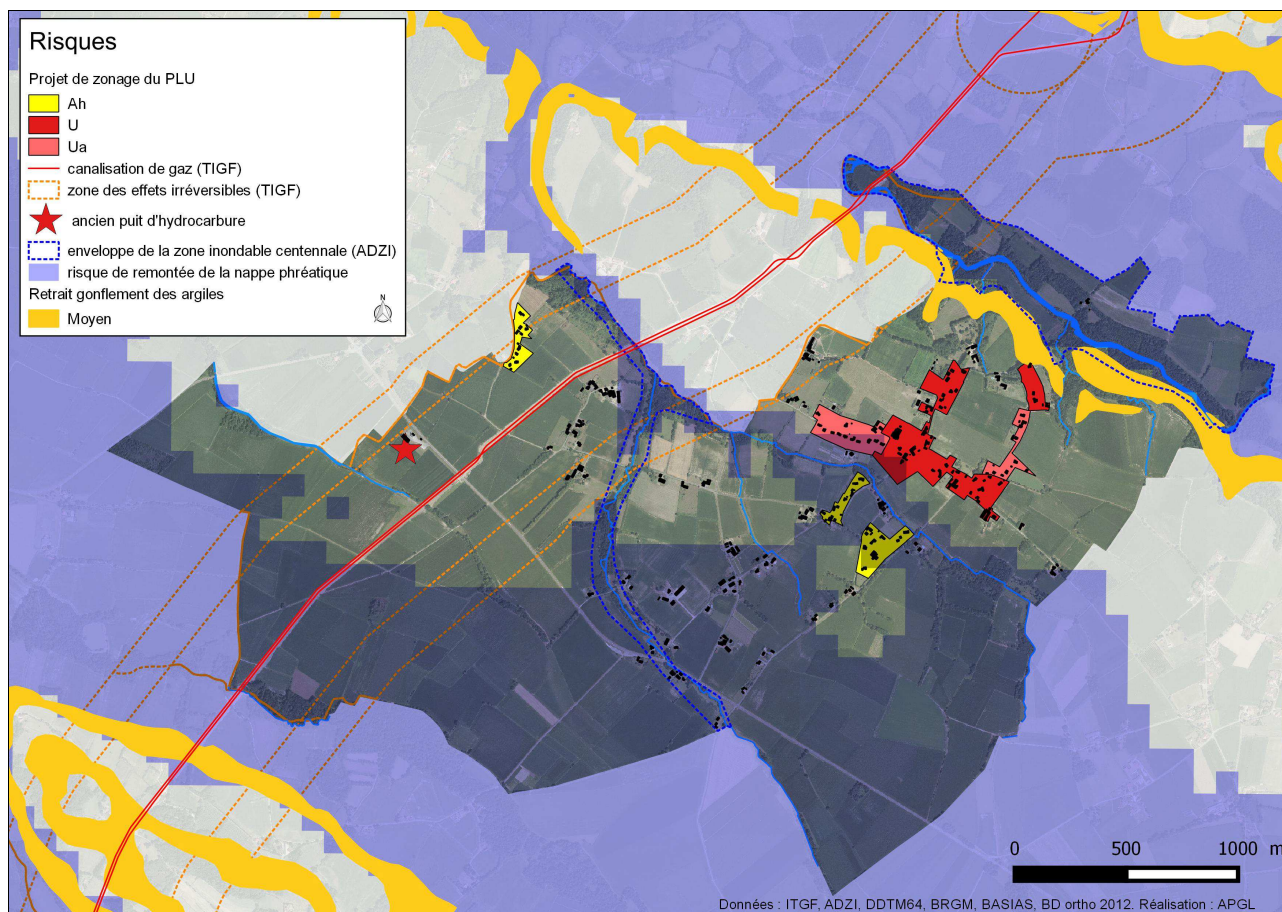 Risques
Projet de zonage du PLU
Ah
U
Ua
canalisation de gaz (TIGF)
zone des effets irréversibles (TIGF)
ancien puit d'hydrocarbure
enveloppe de la zone inondable centennale (ADZI)
risque de remontée de la nappe phréatique
Retrait gonflement des argiles
N
Moyen
0 500 1000 m
Données : ITGF, ADZI, DDTM64, BRGM, BASIAS, BD ortho 2012. Réalisation : APGL